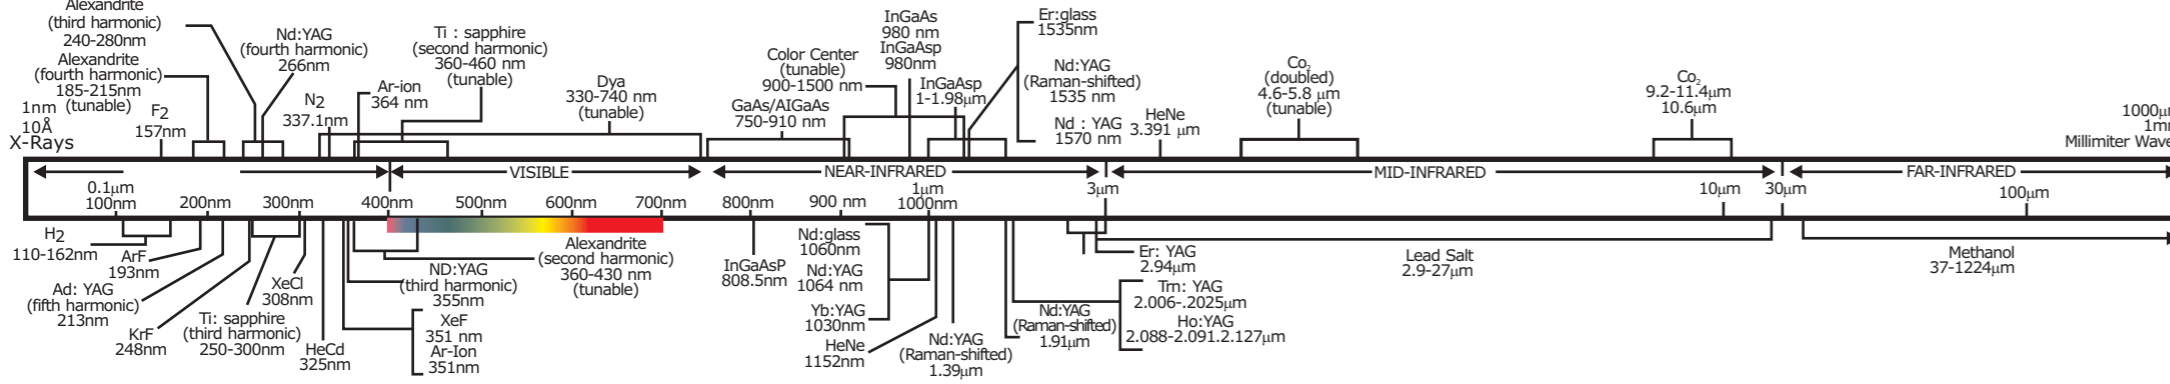 Alexandrite
(third harmonic)
240-280nm
Alexandrite
(fourth harmonic)
185-215nm
(tunable)
1nm
10Å
X-Rays
F2
157nm
Nd:YAG
(fourth harmonic)
266nm
N2
337.1nm
Ar-ion
364 nm
Ti : sapphire
(second harmonic)
360-460 nm
(tunable)
Dya
330-740 nm
(tunable)
Color Center
(tunable)
900-1500 nm
GaAs/AIGaAs
750-910 nm
InGaAs
980 nm
InGaAsp
980nm
InGaAsp
1-1.98µm
Er:glass
1535nm
Nd:YAG
(Raman-shifted)
1535 nm
Nd : YAG
1570 nm
HeNe
3.391 µm
Co2
(doubled)
4.6-5.8 µm
(tunable)
Co2
9.2-11.4µm
10.6µm
1000µm
1mm
Millimiter Wave
VISIBLE
NEAR-INFRARED
MID-INFRARED
FAR-INFRARED
0.1µm
100nm
200nm
300nm
400nm
500nm
600nm
700nm
800nm
900 nm
1µm
1000nm
3µm
10µm
30µm
100µm
H2
110-162nm
ArF
193nm
Ad: YAG
(fifth harmonic)
213nm
KrF
248nm
Ti: sapphire
(third harmonic)
250-300nm
XeCl
308nm
HeCd
325nm
ND:YAG
(third harmonic)
355nm
XeF
351 nm
Ar-Ion
351nm
Alexandrite
(second harmonic)
360-430 nm
(tunable)
InGaAsP
808.5nm
Nd:glass
1060nm
Nd:YAG
1064 nm
Yb:YAG
1030nm
HeNe
1152nm
Nd:YAG
(Raman-shifted)
1.39µm
Nd:YAG
(Raman-shifted)
1.91µm
Er: YAG
2.94µm
Trn: YAG
2.006-.2025µm
Ho:YAG
2.088-2.091.2.127µm
Lead Salt
2.9-27µm
Methanol
37-1224µm